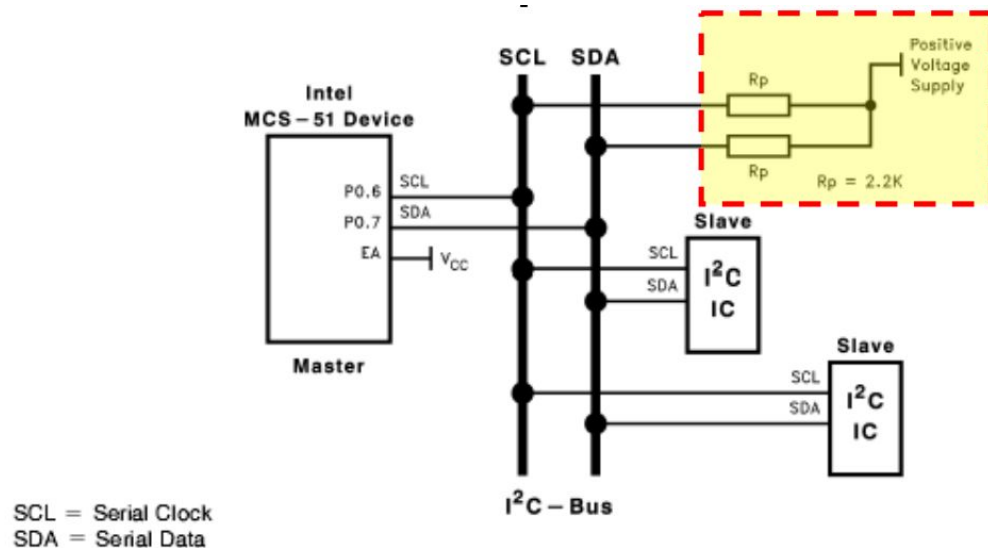 SCL SDA
Positive
Voltage
Supply
Rp
Rp
Rp = 2.2K
Intel
MCS – 51 Device
P0.6 SCL
P0.7 SDA
EA VCC
Master
Slave
SCL
SDA
I²C
IC
Slave
SCL
SDA
I²C
IC
I²C – Bus
SCL = Serial Clock
SDA = Serial Data